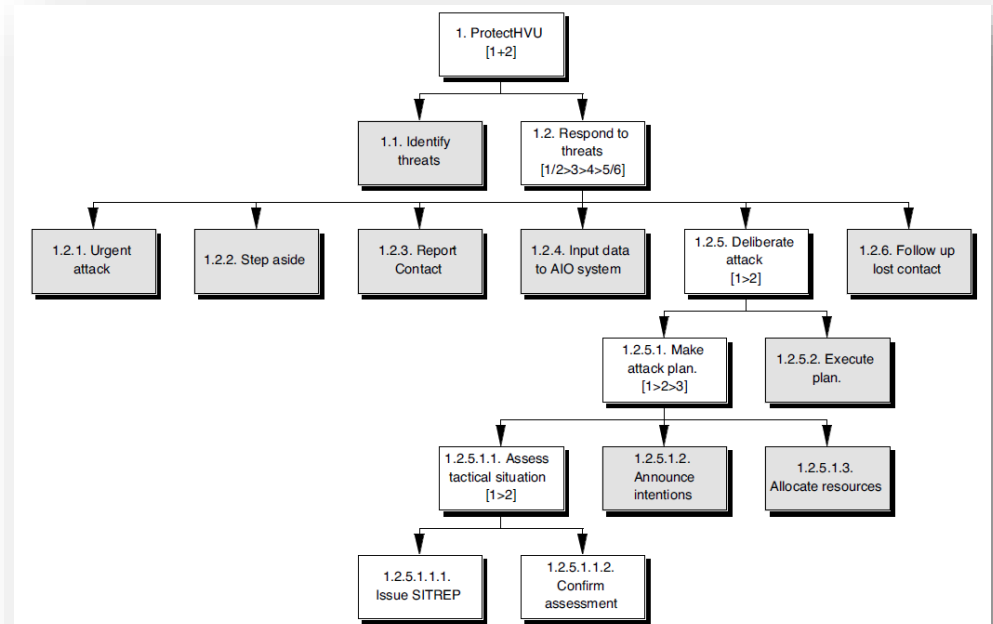 1. ProtectHVU
[1+2]
1.1. Identify
threats
1.2. Respond to
threats
[1/2>3>4>5/6]
1.2.1. Urgent
attack
1.2.2. Step aside
1.2.3. Report
Contact
1.2.4. Input data
to AIO system
1.2.5. Deliberate
attack
[1>2]
1.2.6. Follow up
lost contact
1.2.5.1. Make
attack plan.
[1>2>3]
1.2.5.2. Execute
plan.
1.2.5.1.1. Assess
tactical situation
[1>2]
1.2.5.1.2.
Announce
intentions
1.2.5.1.3.
Allocate resources
1.2.5.1.1.1.
Issue SITREP
1.2.5.1.1.2.
Confirm
assessment